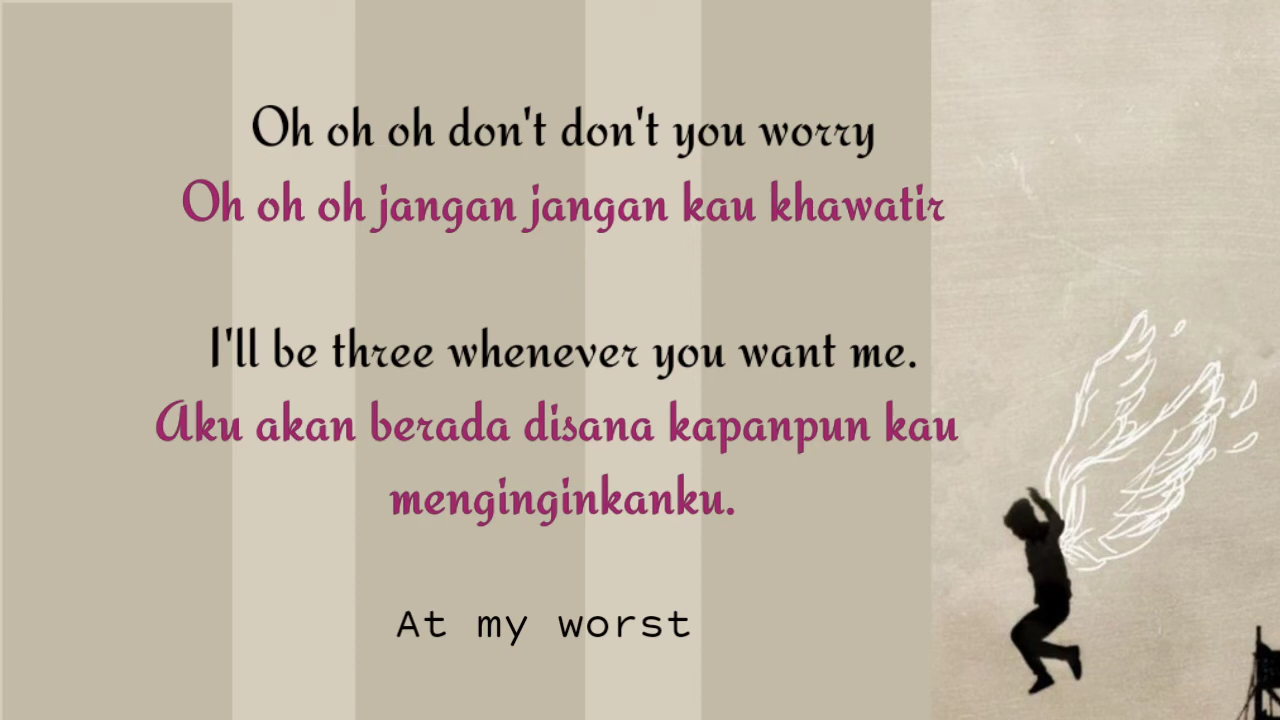 Oh oh oh don't don't you worry
Oh oh oh jangan jangan kau khawatir
I'll be three whenever you want me.
Aku akan berada disana kapanpun kau
menginginkanku.
At my worst